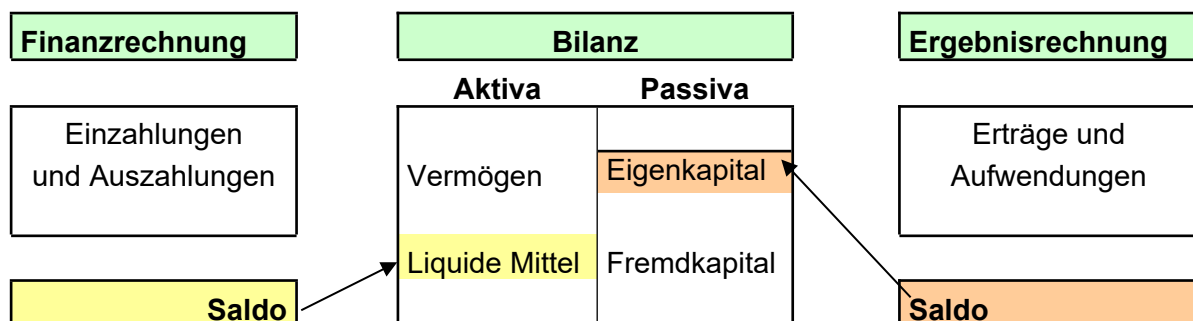 Finanzrechnung
Bilanz
Ergebnisrechnung
Aktiva
Passiva
Einzahlungen
und Auszahlungen
Vermögen
Eigenkapital
Erträge und
Aufwendungen
Liquide Mittel
Fremdkapital
Saldo
Saldo